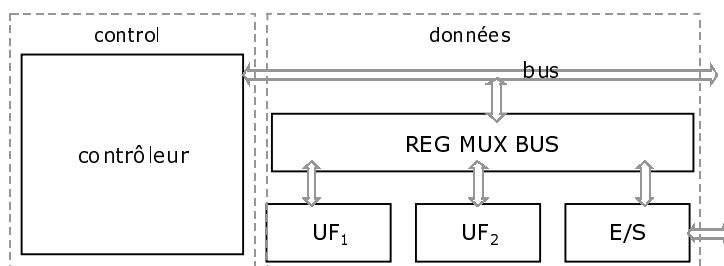 control
données
bus
contrôleur
REG MUX BUS
UF₁
UF₂
E/S